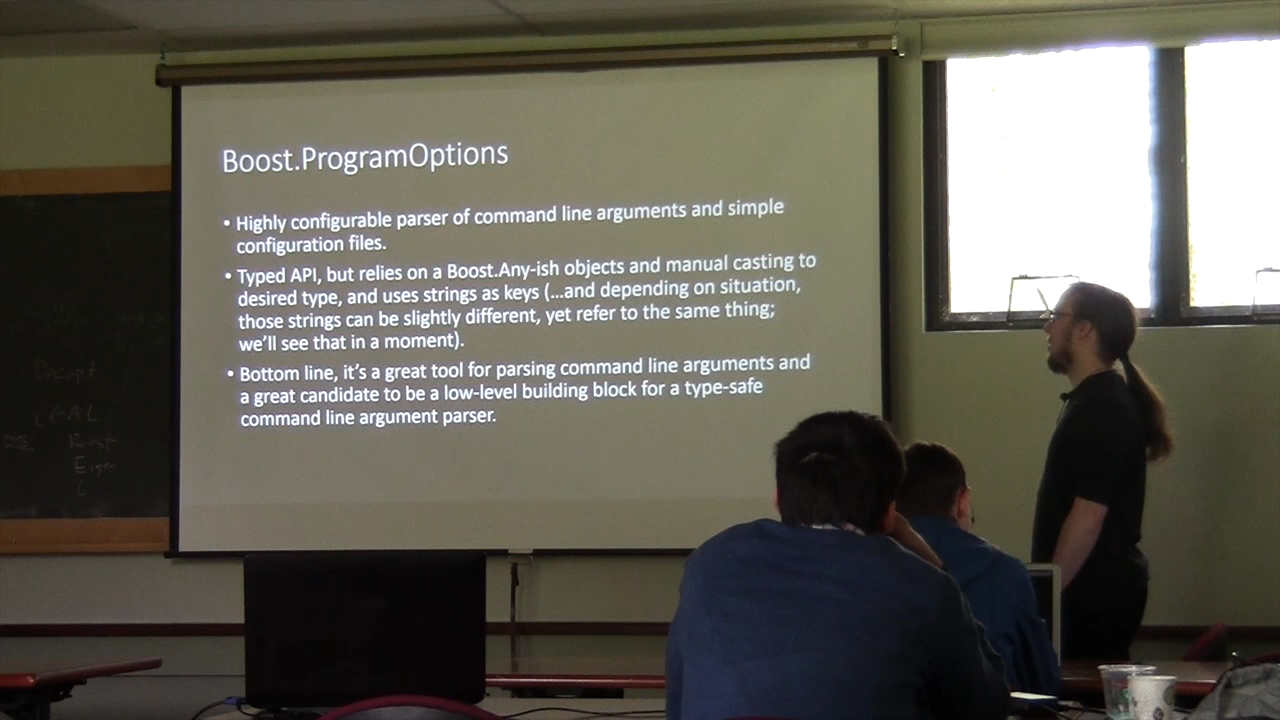 Boost.ProgramOptions
• Highly configurable parser of command line arguments and simple
configuration files.
• Typed API, but relies on a Boost.Any-ish objects and manual casting to
desired type, and uses strings as keys (...and depending on situation,
those strings can be slightly different, yet refer to the same thing;
we'll see that in a moment).
• Bottom line, it's a great tool for parsing command line arguments and
a great candidate to be a low-level building block for a type-safe
command line argument parser.
CGAL
Boost
Eigen